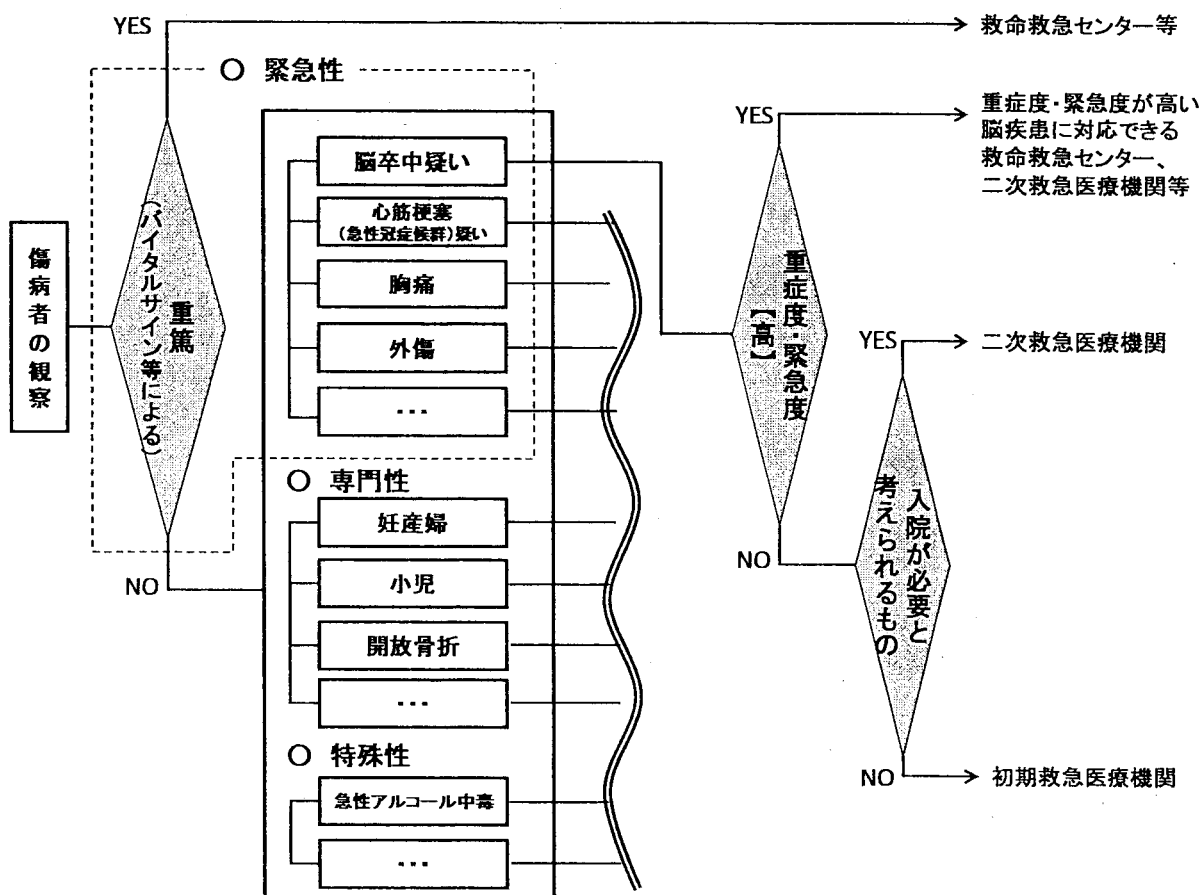 傷病者の観察
重篤
(バイタルサイン等による)
YES
救命救急センター等
NO
○ 緊急性
脳卒中疑い
心筋梗塞
(急性冠症候群)疑い
胸痛
外傷
・・・
○ 専門性
妊産婦
小児
開放骨折
・・・
○ 特殊性
急性アルコール中毒
・・・
重症度・緊急度
【高】
YES
重症度・緊急度が高い
脳疾患に対応できる
救命救急センター、
二次救急医療機関等
NO
入院が必要と
考えられるもの
YES
二次救急医療機関
NO
初期救急医療機関